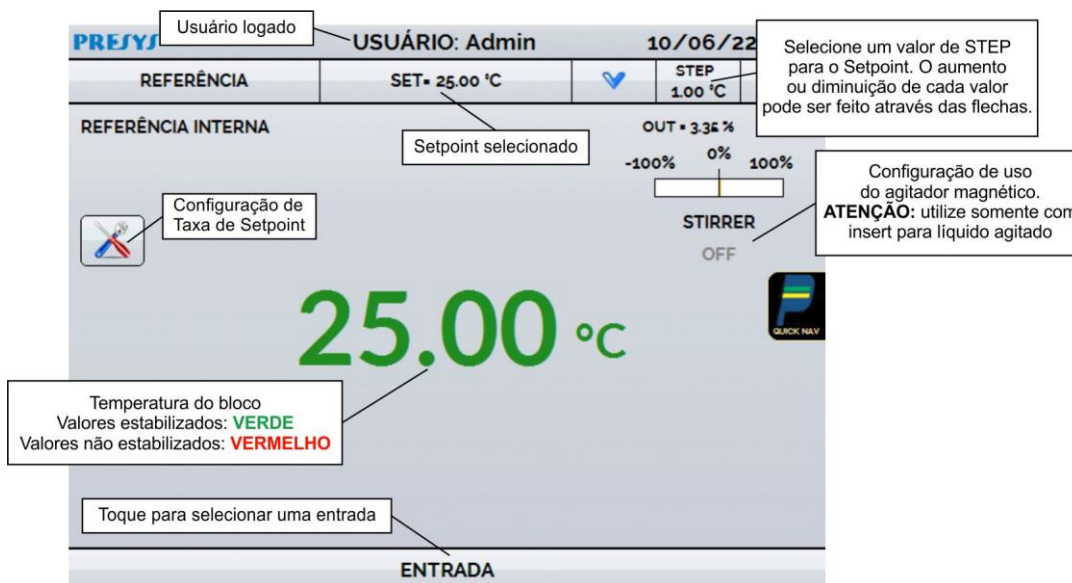 Usuário logado
PRESYS
USUÁRIO: Admin
10/06/22
Selecione um valor de STEP
para o Setpoint. O aumento
ou diminuição de cada valor
pode ser feito através das flechas.
REFERÊNCIA
SET= 25.00 °C
STEP
1.00 °C
REFERÊNCIA INTERNA
Setpoint selecionado
OUT = 3.35 %
-100%
0%
100%
Configuração de
Taxa de Setpoint
STIRRER
OFF
Configuração de uso
do agitador magnético.
ATENÇÃO: utilize somente com
insert para líquido agitado
25.00 °C
QUICK NAV
Temperatura do bloco
Valores estabilizados: VERDE
Valores não estabilizados: VERMELHO
Toque para selecionar uma entrada
ENTRADA